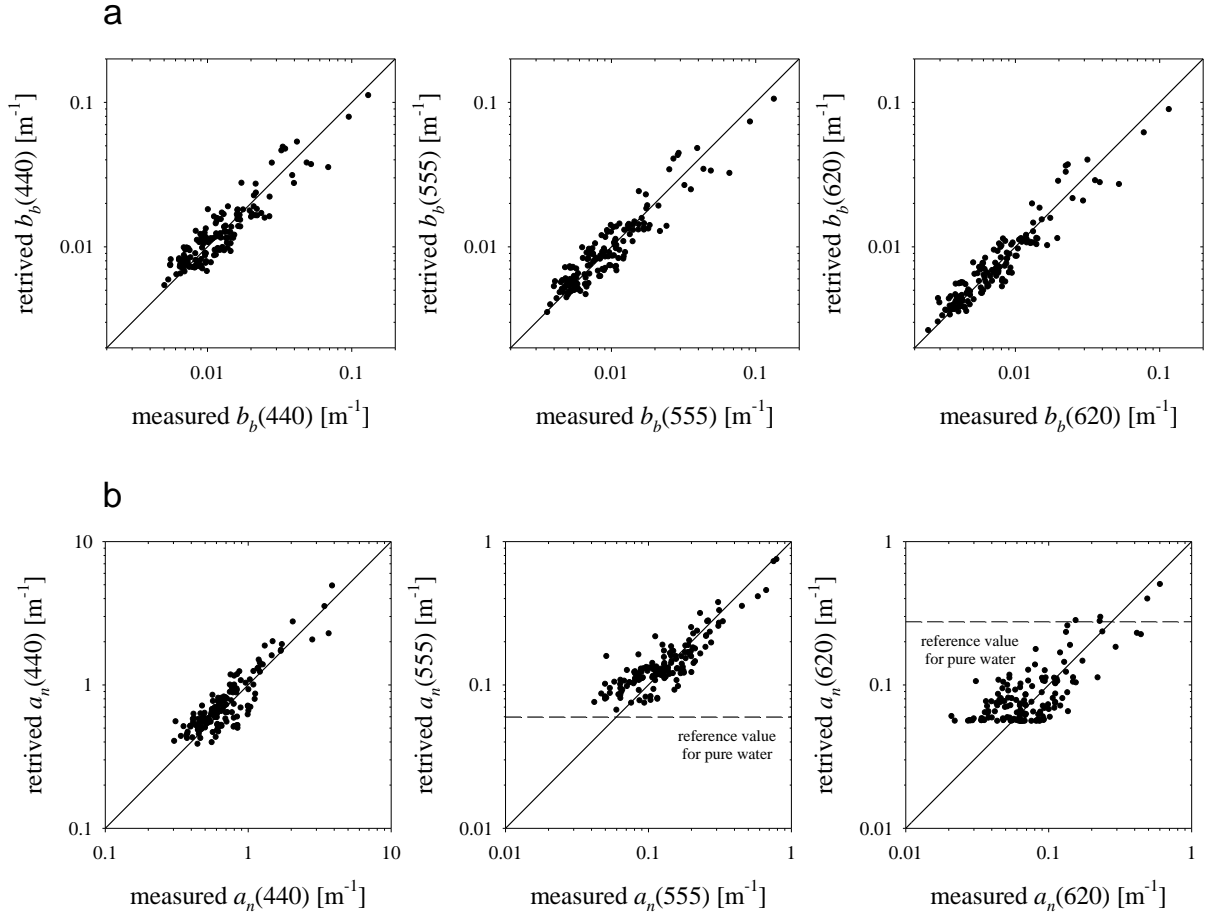 a
retrived b_b(440) [m⁻¹]
0.1
0.01
0.01
0.1
measured b_b(440) [m⁻¹]
retrived b_b(555) [m⁻¹]
0.1
0.01
0.01
0.1
measured b_b(555) [m⁻¹]
retrived b_b(620) [m⁻¹]
0.1
0.01
0.01
0.1
measured b_b(620) [m⁻¹]
b
retrived a_n(440) [m⁻¹]
10
1
0.1
0.1
1
10
measured a_n(440) [m⁻¹]
retrived a_n(555) [m⁻¹]
1
0.1
0.01
reference value
for pure water
0.01
0.1
1
measured a_n(555) [m⁻¹]
retrived a_n(620) [m⁻¹]
1
0.1
0.01
reference value
for pure water
0.01
0.1
1
measured a_n(620) [m⁻¹]